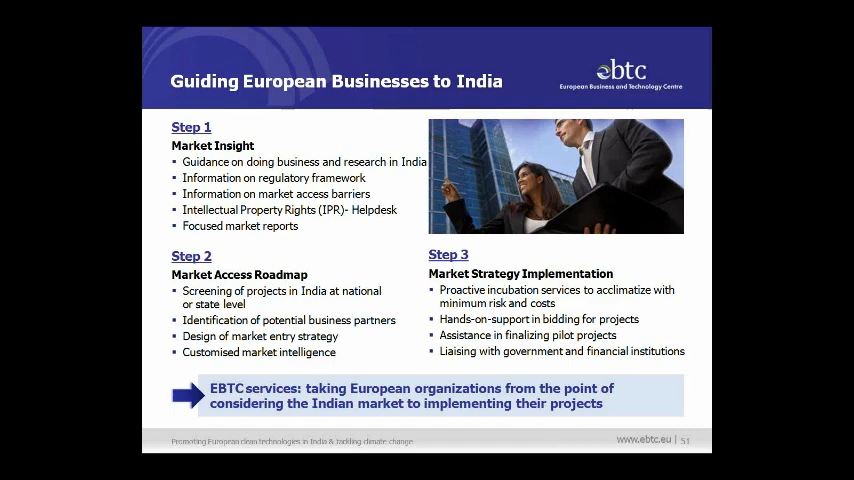 Guiding European Businesses to India
ebtc
European Business and Technology Centre
Step 1
Market Insight
▪ Guidance on doing business and research in India
▪ Information on regulatory framework
▪ Information on market access barriers
▪ Intellectual Property Rights (IPR)- Helpdesk
▪ Focused market reports
Step 2
Market Access Roadmap
▪ Screening of projects in India at national
or state level
▪ Identification of potential business partners
▪ Design of market entry strategy
▪ Customised market intelligence
Step 3
Market Strategy Implementation
▪ Proactive incubation services to acclimatize with
minimum risk and costs
▪ Hands-on-support in bidding for projects
▪ Assistance in finalizing pilot projects
▪ Liaising with government and financial institutions
EBTC services: taking European organizations from the point of
considering the Indian market to implementing their projects
Promoting European clean technologies in India & Tackling climate change
www.ebtc.eu | 51